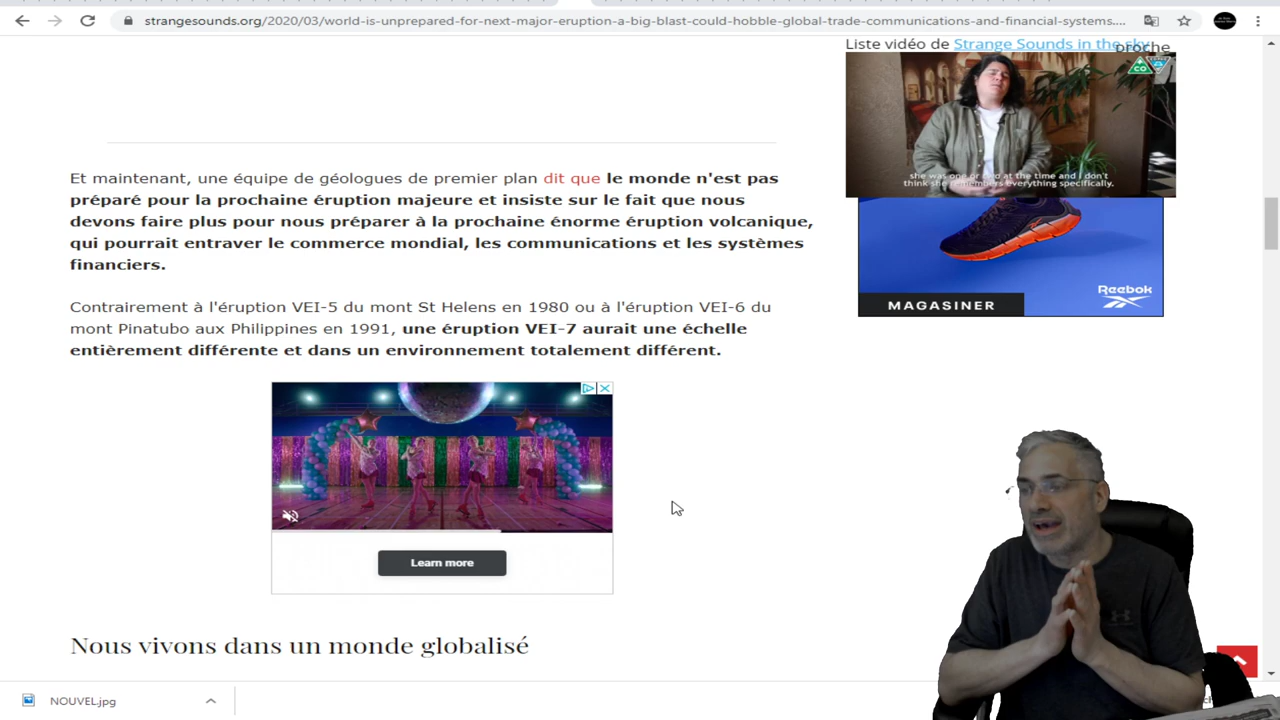 strangesounds.org/2020/03/world-is-unprepared-for-next-major-eruption-a-big-blast-could-hobble-global-trade-communications-and-financial-systems....
Liste vidéo de Strange Sounds in the sky
proche
CO
she was one or two at the time and I don't
think she remembers everything specifically.
Et maintenant, une équipe de géologues de premier plan dit que le monde n'est pas
préparé pour la prochaine éruption majeure et insiste sur le fait que nous
devons faire plus pour nous préparer à la prochaine énorme éruption volcanique,
qui pourrait entraver le commerce mondial, les communications et les systèmes
financiers.
Reebok
MAGASINER
Contrairement à l'éruption VEI-5 du mont St Helens en 1980 ou à l'éruption VEI-6 du
mont Pinatubo aux Philippines en 1991, une éruption VEI-7 aurait une échelle
entièrement différente et dans un environnement totalement différent.
Learn more
Nous vivons dans un monde globalisé
NOUVEL.jpg